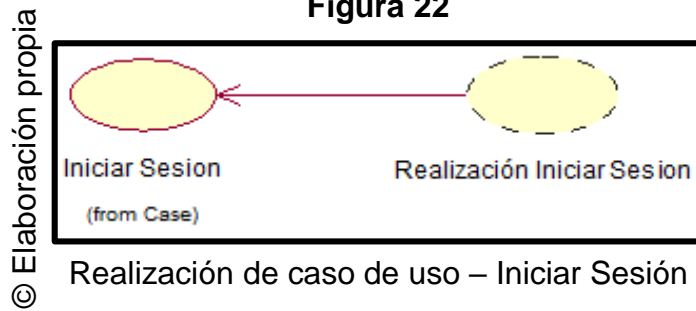 Figura 22
Iniciar Sesion
(from Case)
Realización Iniciar Sesion
Realización de caso de uso – Iniciar Sesión
© Elaboración propia